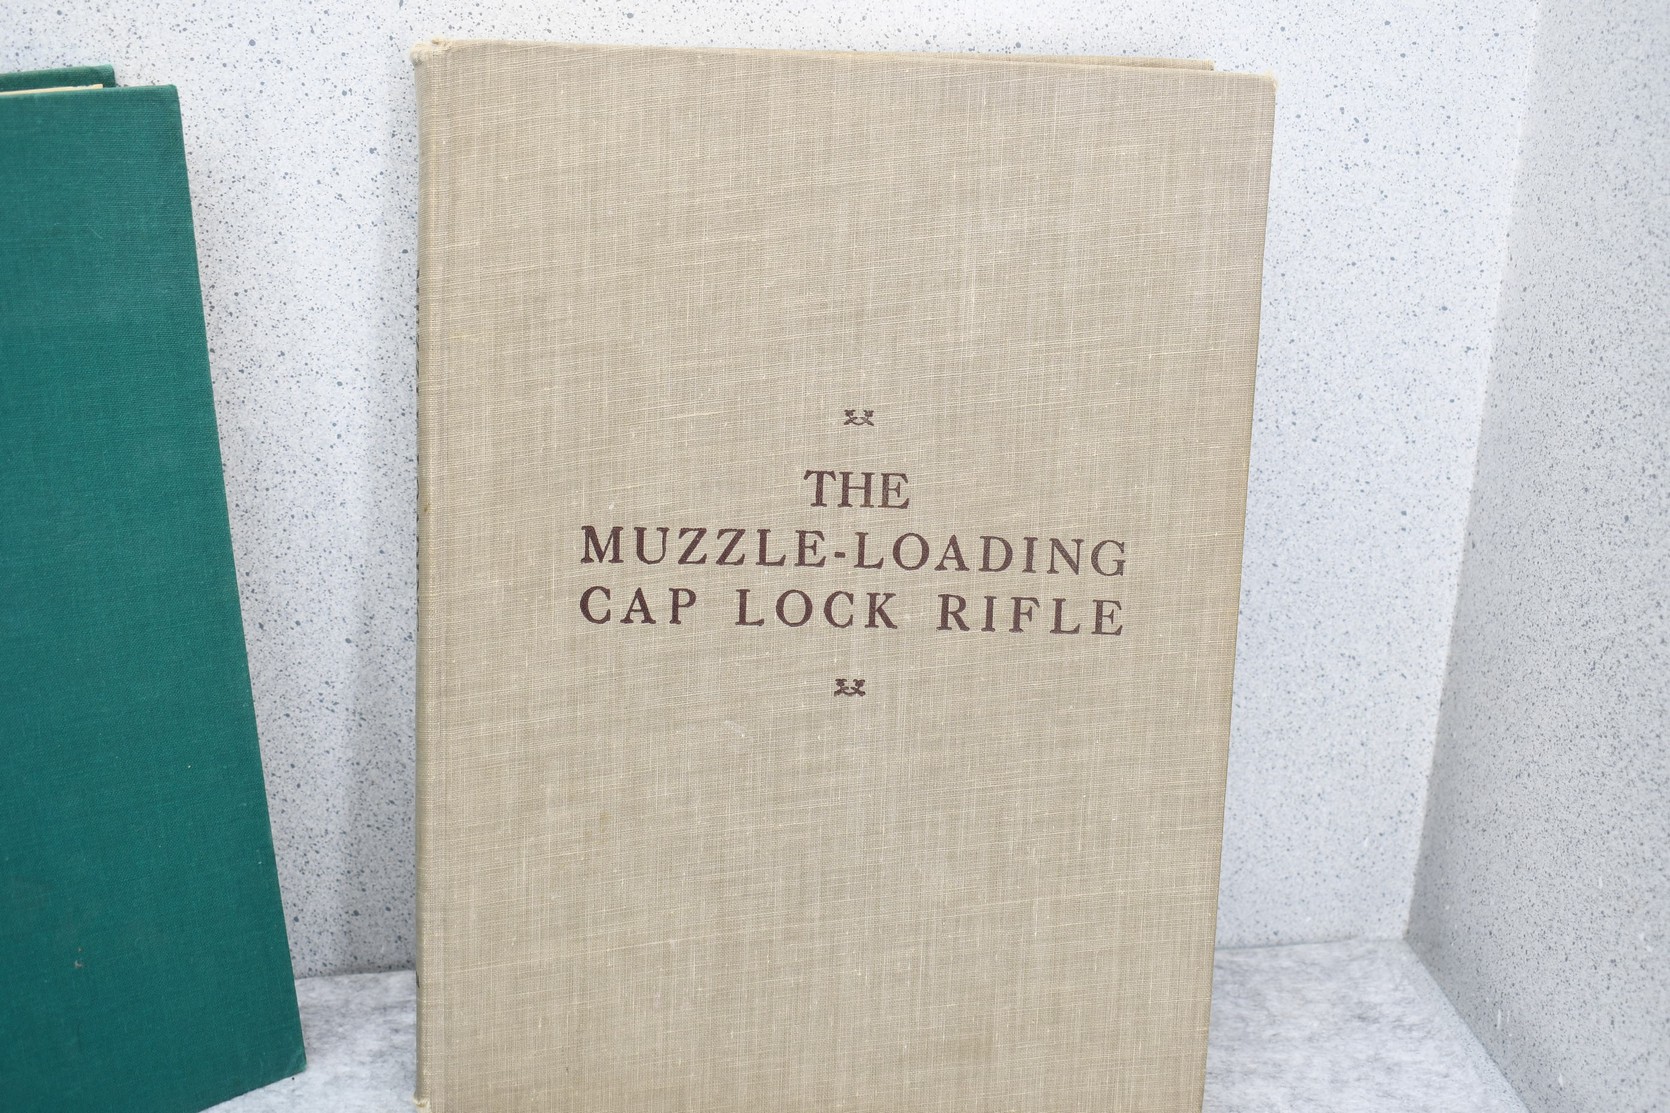 THE
MUZZLE-LOADING
CAP LOCK RIFLE